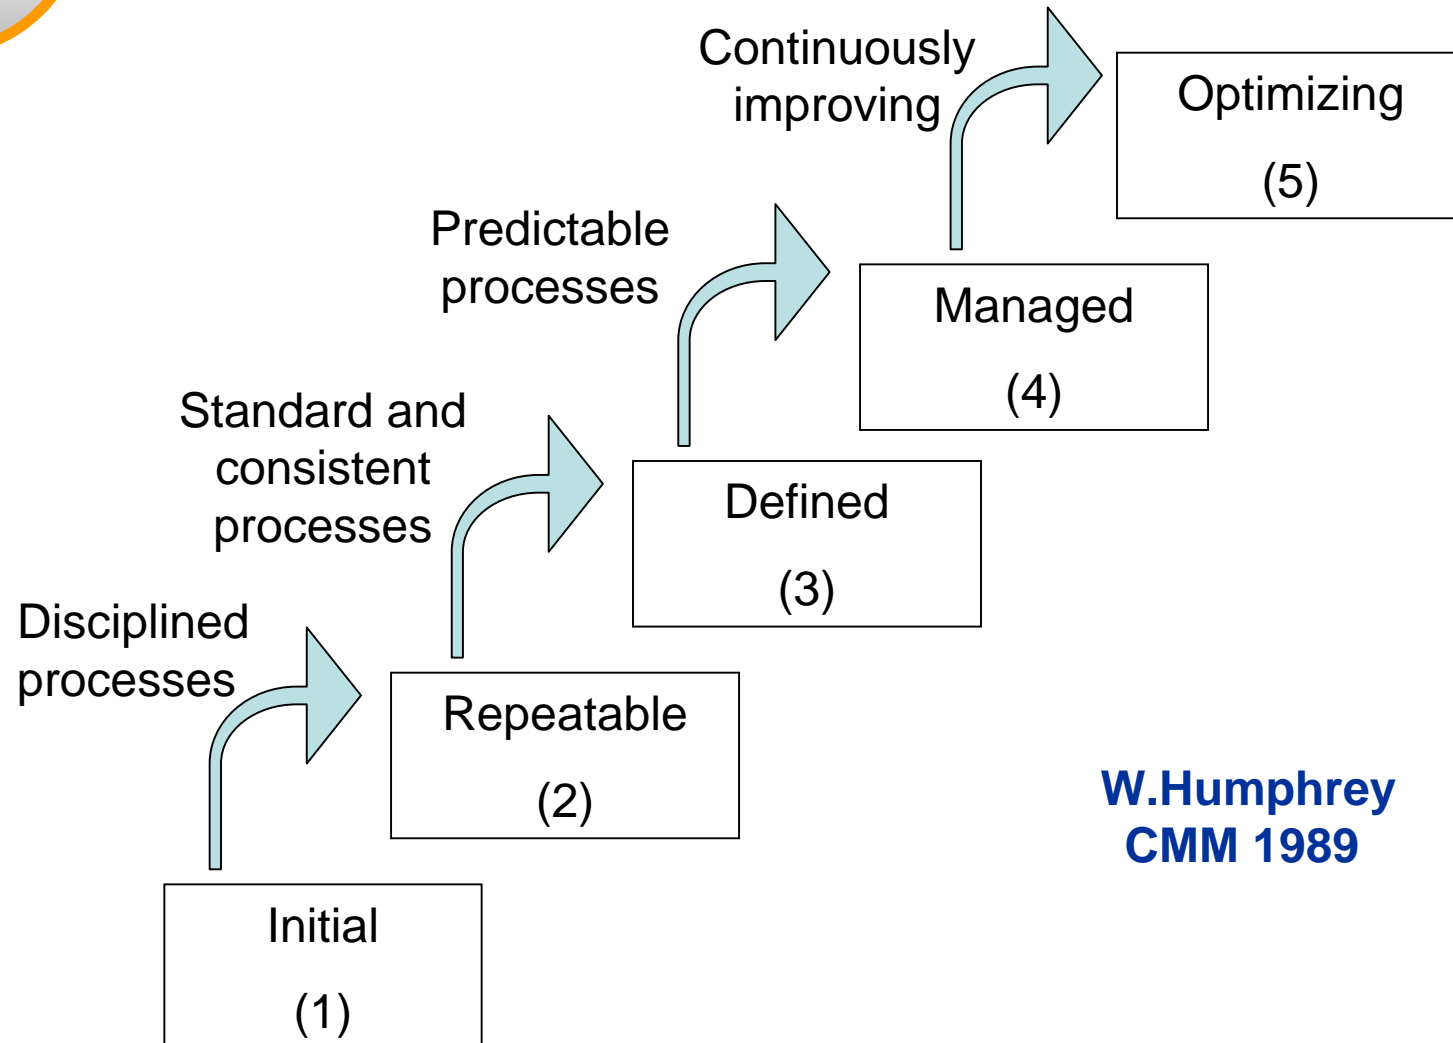 Continuously
improving
Optimizing
(5)
Predictable
processes
Managed
(4)
Standard and
consistent
processes
Defined
(3)
Disciplined
processes
Repeatable
(2)
W.Humphrey
CMM 1989
Initial
(1)